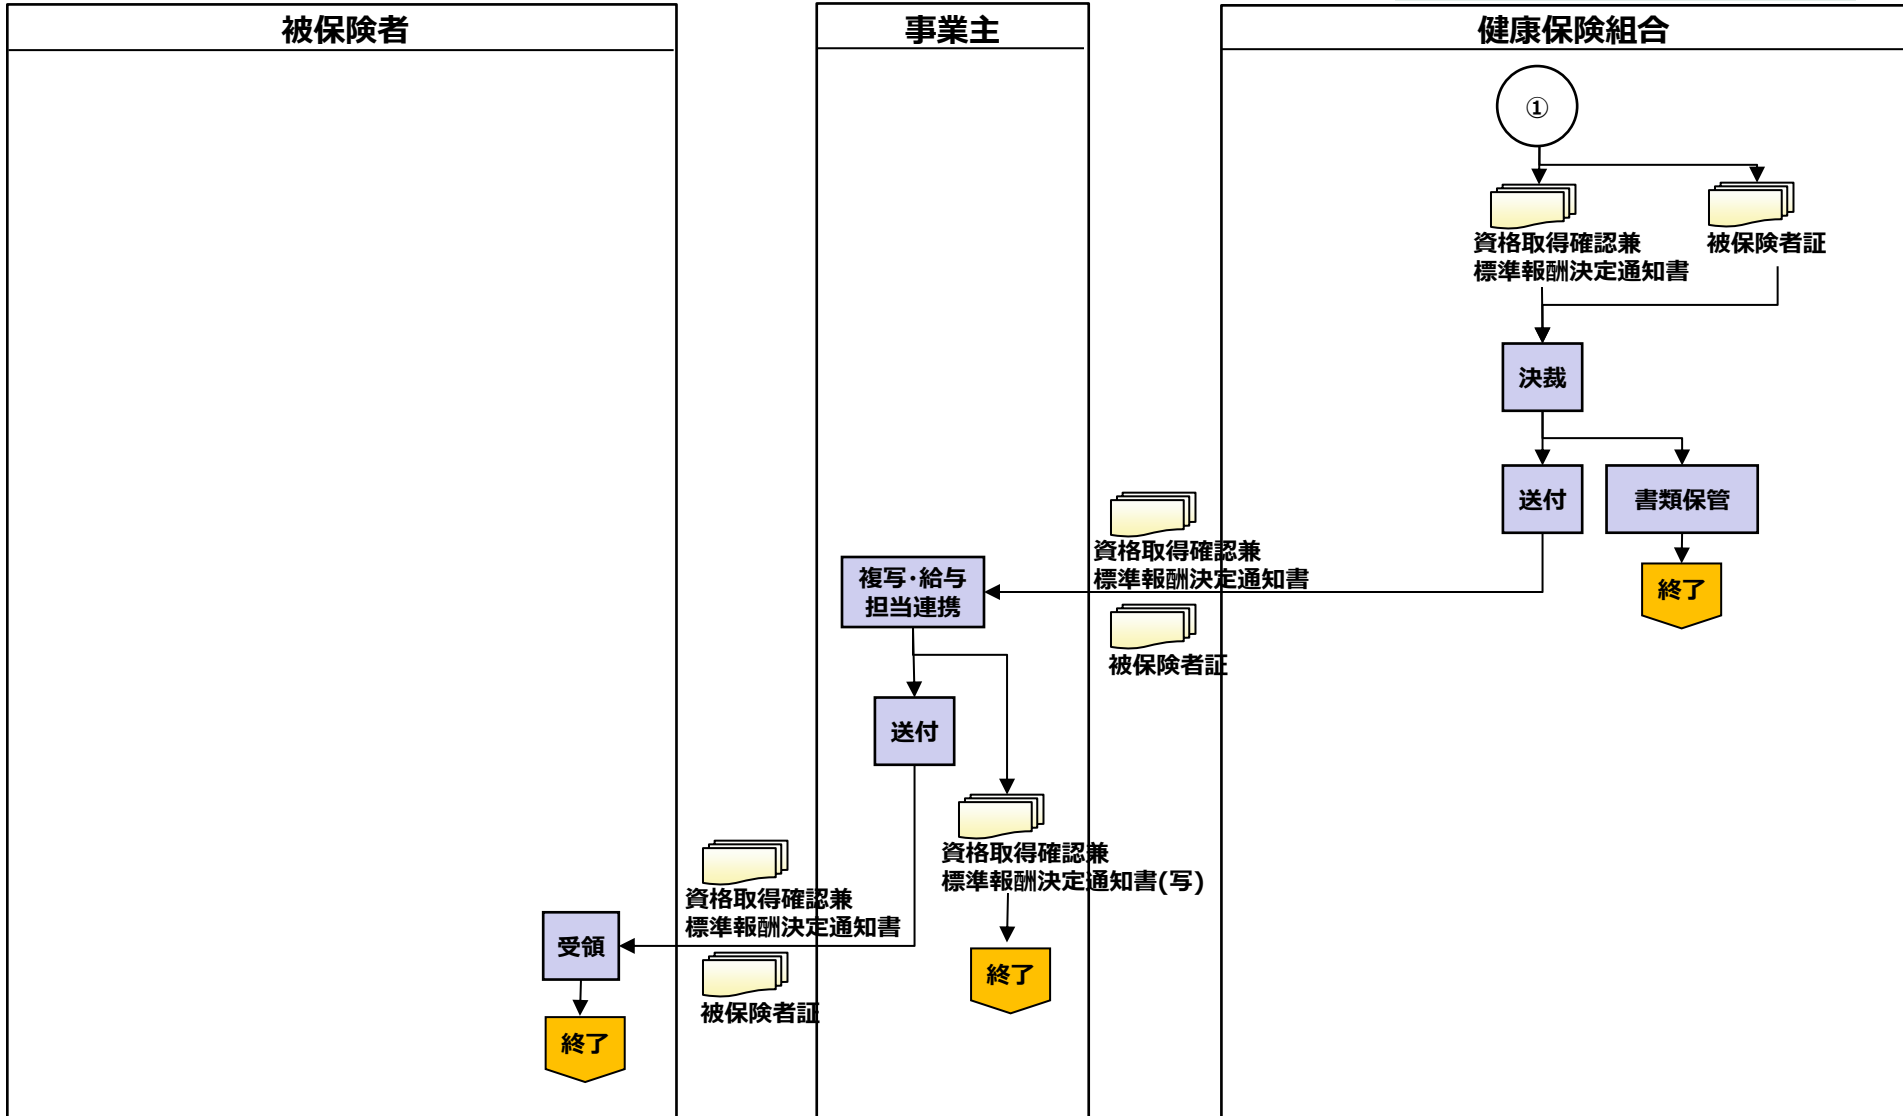 被保険者
事業主
健康保険組合
①
資格取得確認兼
標準報酬決定通知書
被保険者証
決裁
送付
書類保管
終了
資格取得確認兼
標準報酬決定通知書
被保険者証
複写･給与
担当連携
送付
資格取得確認兼
標準報酬決定通知書(写)
終了
資格取得確認兼
標準報酬決定通知書
被保険者証
受領
終了